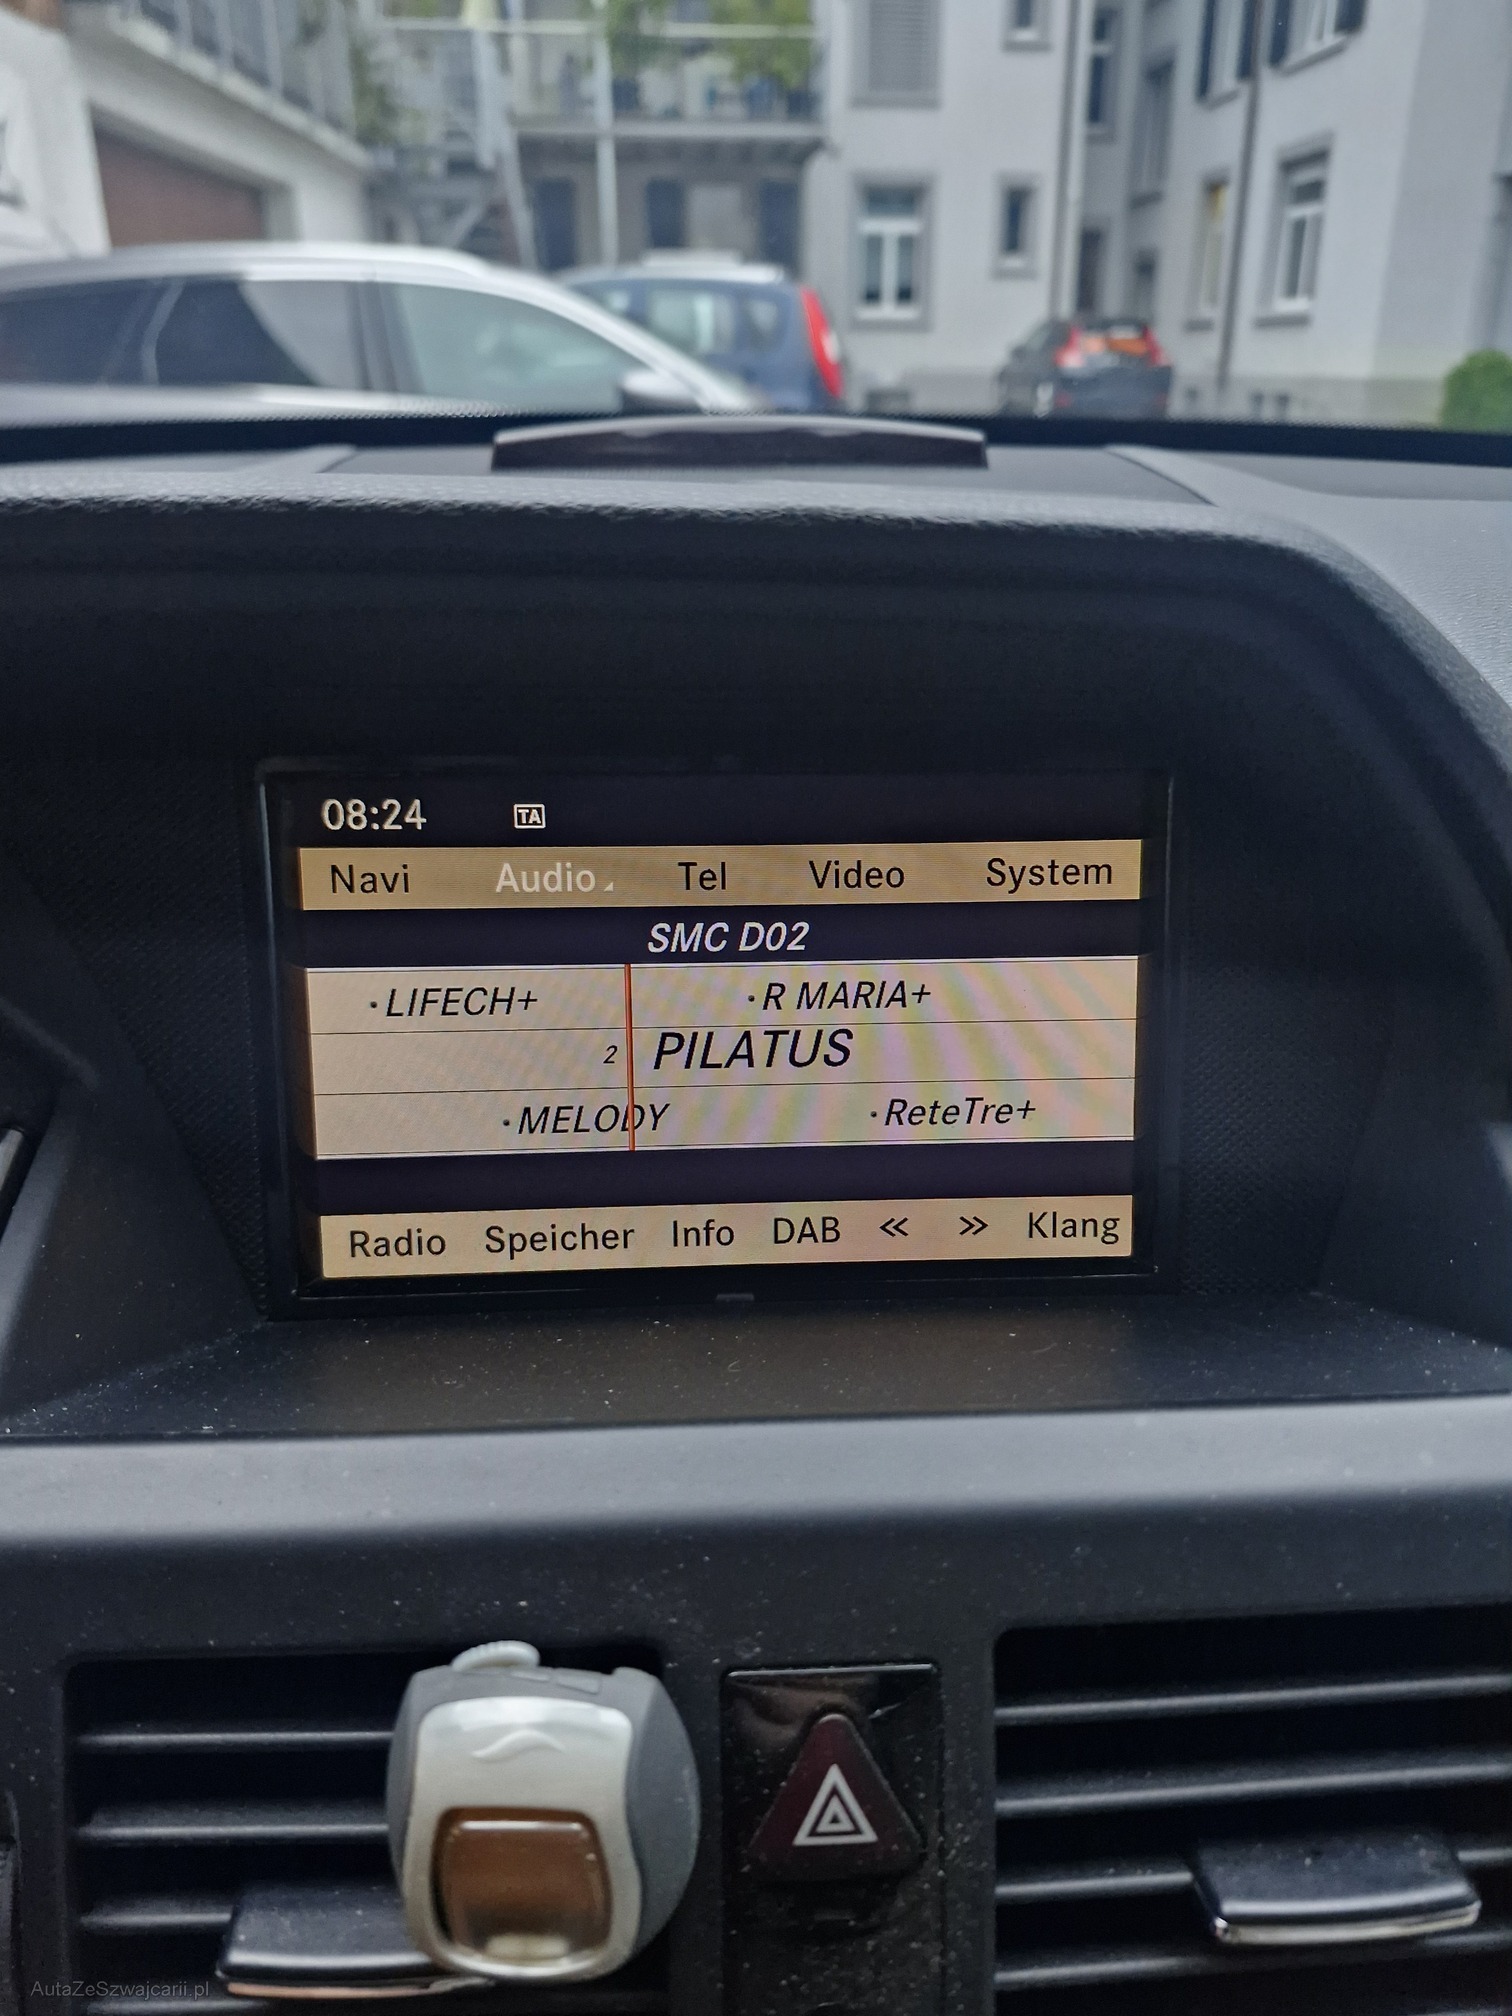 08:24 TA
Navi Audio Tel Video System
SMC D02
·LIFECH+ ·R MARIA+
2 PILATUS
·MELODY ·ReteTre+
Radio Speicher Info DAB « » Klang
AutaZeSzwajcarii.pl